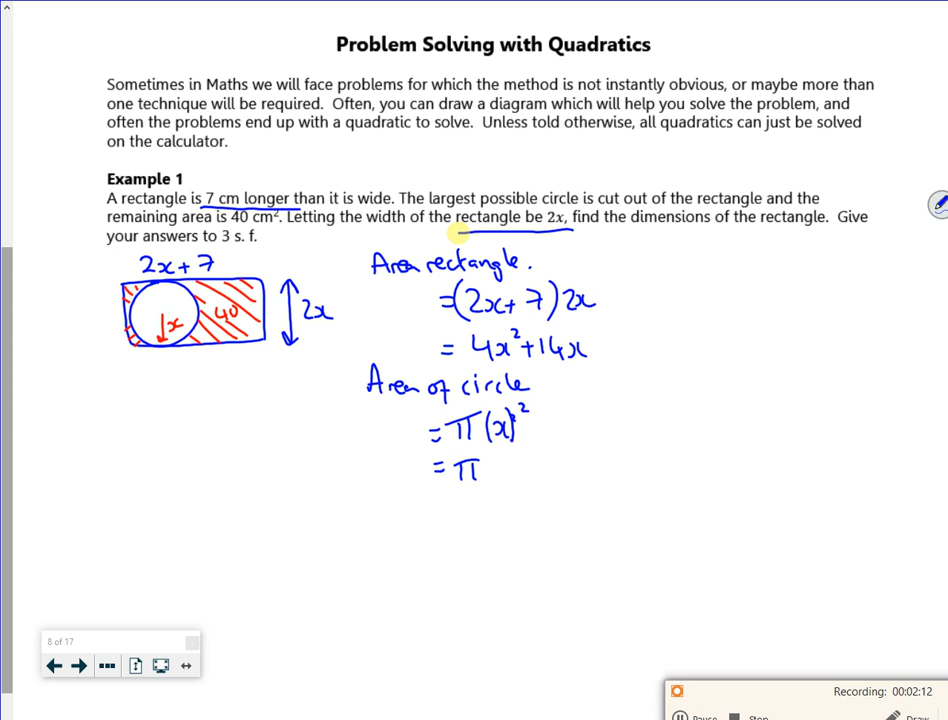 Problem Solving with Quadratics
Sometimes in Maths we will face problems for which the method is not instantly obvious, or maybe more than
one technique will be required. Often, you can draw a diagram which will help you solve the problem, and
often the problems end up with a quadratic to solve. Unless told otherwise, all quadratics can just be solved
on the calculator.
Example 1
A rectangle is 7 cm longer than it is wide. The largest possible circle is cut out of the rectangle and the
remaining area is 40 cm². Letting the width of the rectangle be 2x, find the dimensions of the rectangle. Give
your answers to 3 s. f.
2x+7
x
40
2x
Area rectangle.
=(2x+7)2x
= 4x²+14x
Area of circle
= π(x)²
= π
8 of 17
Recording: 00:02:12
Pause Stop Draw